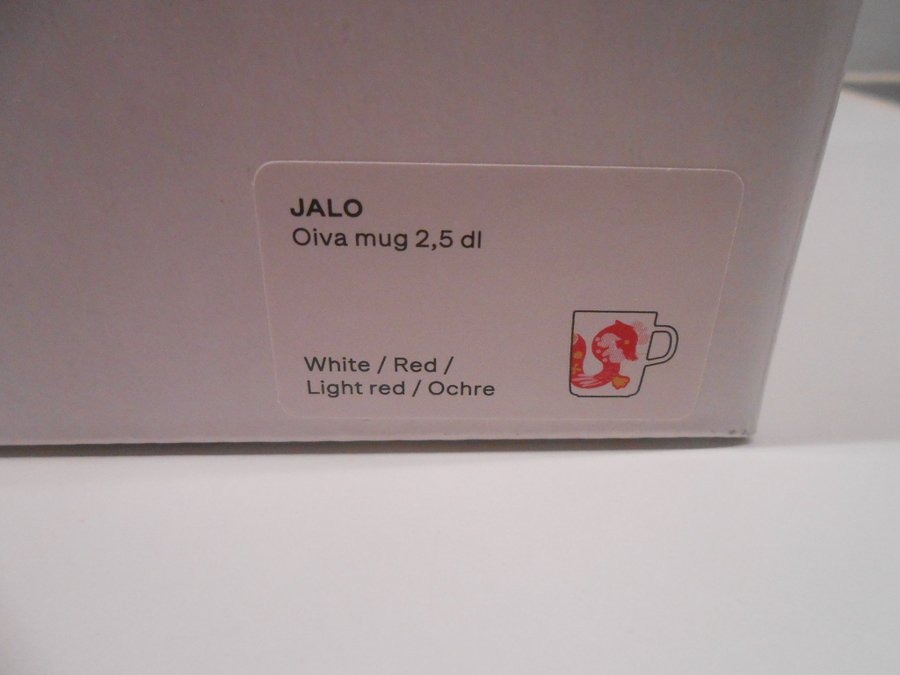 JALO
Oiva mug 2,5 dl
White / Red /
Light red / Ochre